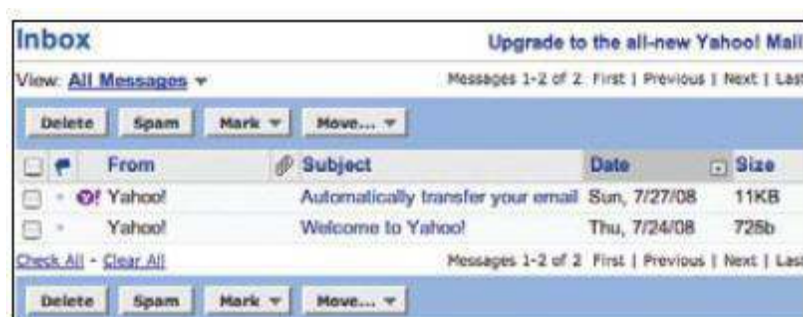 Inbox Upgrade to the all-new Yahoo! Mail
View: All Messages Messages 1-2 of 2 First | Previous | Next | Last
Delete Spam Mark Move...
From Subject Date Size
Y! Yahoo! Automatically transfer your email Sun, 7/27/08 11KB
Yahoo! Welcome to Yahoo! Thu, 7/24/08 725b
Check All - Clear All Messages 1-2 of 2 First | Previous | Next | Last
Delete Spam Mark Move...